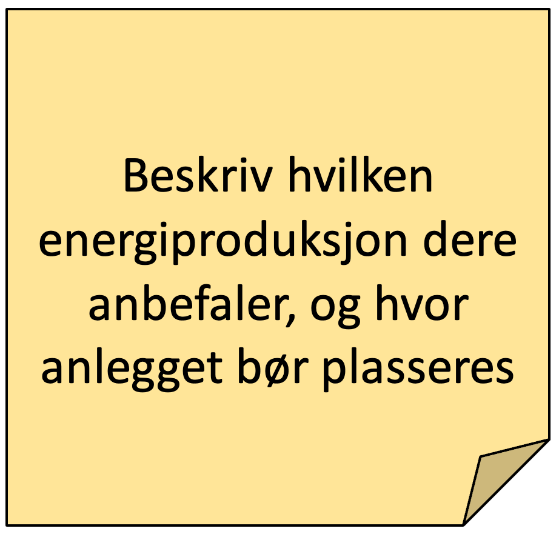 Beskriv hvilken
energiproduksjon dere
anbefaler, og hvor
anlegget bør plasseres